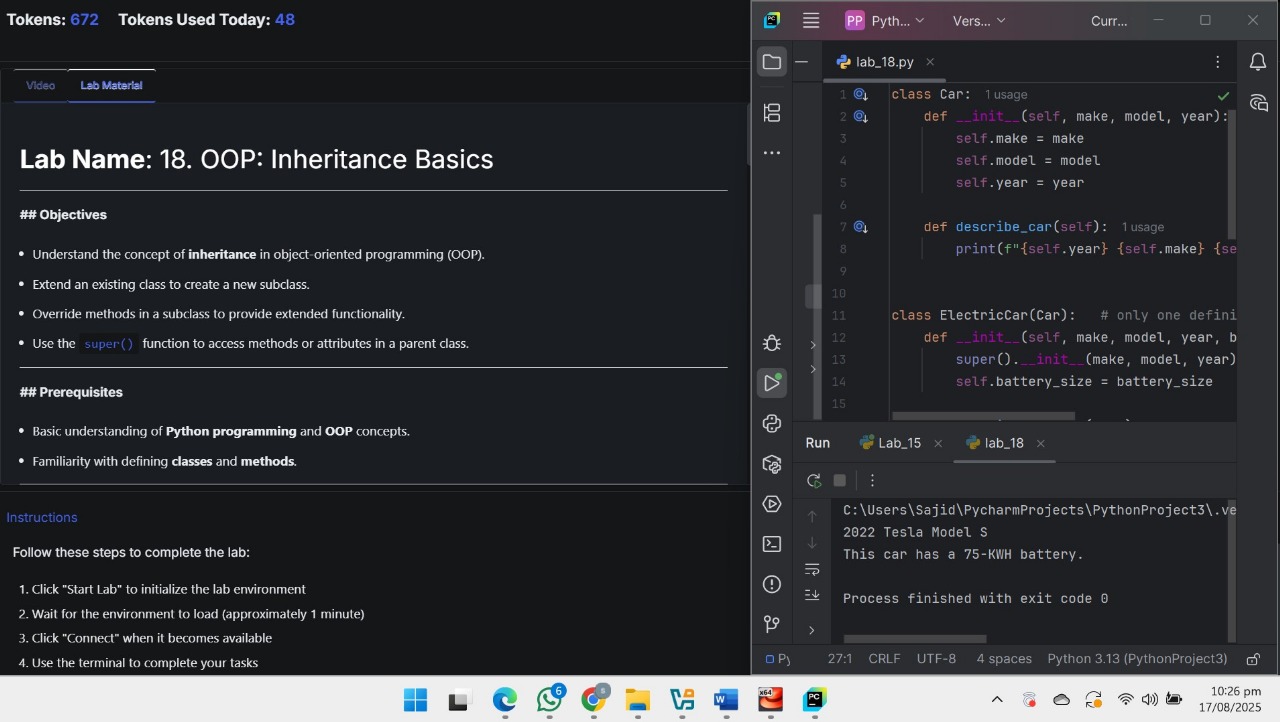 Tokens: 672 Tokens Used Today: 48
Video Lab Material
Lab Name: 18. OOP: Inheritance Basics
## Objectives
Understand the concept of inheritance in object-oriented programming (OOP).
Extend an existing class to create a new subclass.
Override methods in a subclass to provide extended functionality.
Use the super() function to access methods or attributes in a parent class.
## Prerequisites
Basic understanding of Python programming and OOP concepts.
Familiarity with defining classes and methods.
Instructions
Follow these steps to complete the lab:
1. Click "Start Lab" to initialize the lab environment
2. Wait for the environment to load (approximately 1 minute)
3. Click "Connect" when it becomes available
4. Use the terminal to complete your tasks
PC PP Pyth... Vers... Curr...
lab_18.py
1 class Car: 1 usage
2 def __init__(self, make, model, year):
3 self.make = make
4 self.model = model
5 self.year = year
6
7 def describe_car(self): 1 usage
8 print(f"{self.year} {self.make} {se
9
10
11 class ElectricCar(Car): # only one defini
12 def __init__(self, make, model, year, b
13 super().__init__(make, model, year)
14 self.battery_size = battery_size
15
Run Lab_15 lab_18
C:\Users\Sajid\PycharmProjects\PythonProject3\.ve
2022 Tesla Model S
This car has a 75-KWH battery.
Process finished with exit code 0
Py 27:1 CRLF UTF-8 4 spaces Python 3.13 (PythonProject3)
6 x64 PC
10:26 pm
17/08/2025